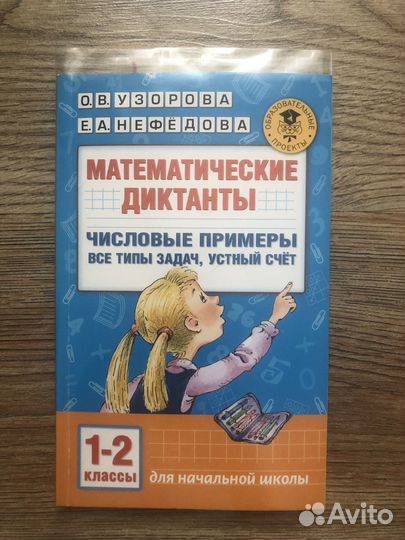 О.В. УЗОРОВА
Е.А. НЕФЁДОВА
ОБРАЗОВАТЕЛЬНЫЕ
ПРОЕКТЫ
МАТЕМАТИЧЕСКИЕ
ДИКТАНТЫ
ЧИСЛОВЫЕ ПРИМЕРЫ
ВСЕ ТИПЫ ЗАДАЧ, УСТНЫЙ СЧЁТ
1-2
КЛАССЫ
для начальной школы
Avito